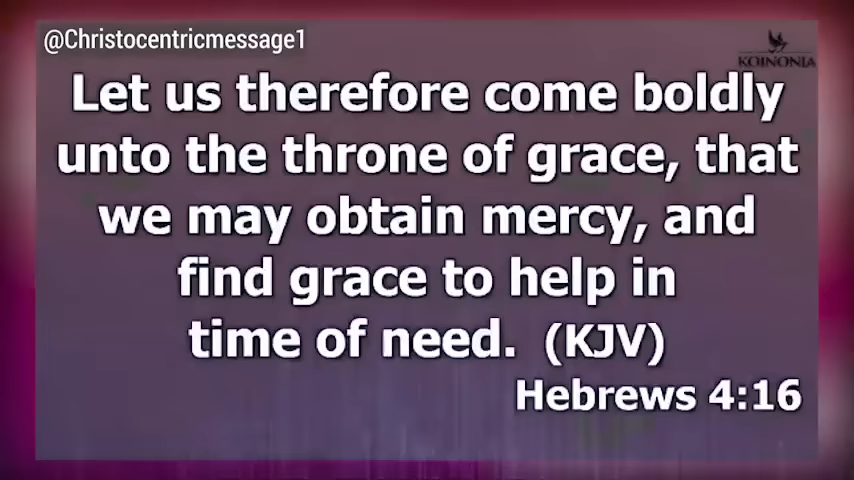 @Christocentricmessage1
KOINONIA
Let us therefore come boldly
unto the throne of grace, that
we may obtain mercy, and
find grace to help in
time of need. (KJV)
Hebrews 4:16